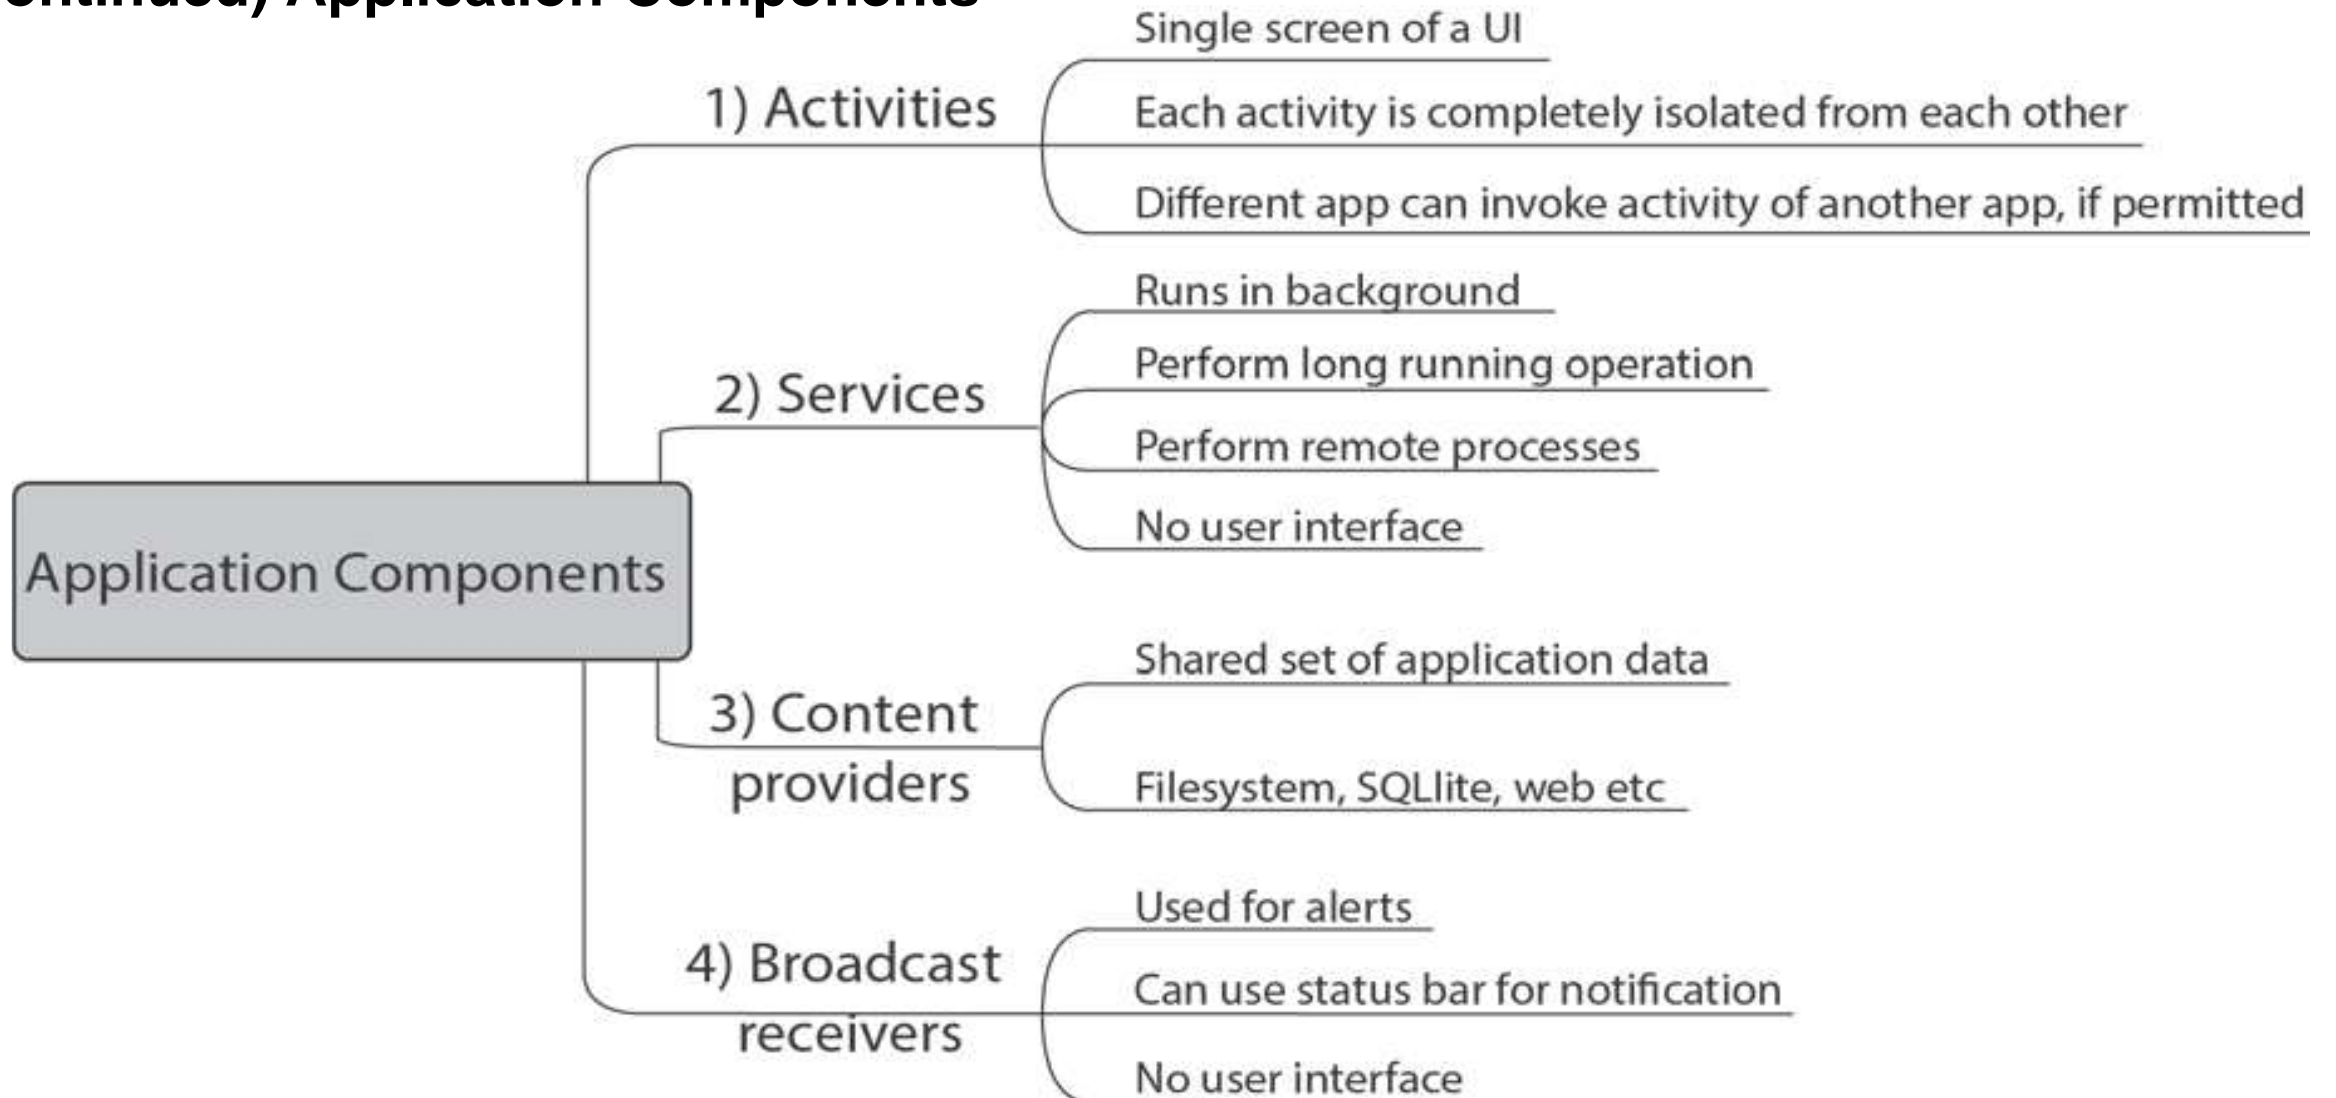 Application Components
Single screen of a UI
1) Activities
Each activity is completely isolated from each other
Different app can invoke activity of another app, if permitted
Runs in background
Perform long running operation
2) Services
Perform remote processes
No user interface
Application Components
Shared set of application data
3) Content
providers
Filesystem, SQLlite, web etc
Used for alerts
4) Broadcast
receivers
Can use status bar for notification
No user interface